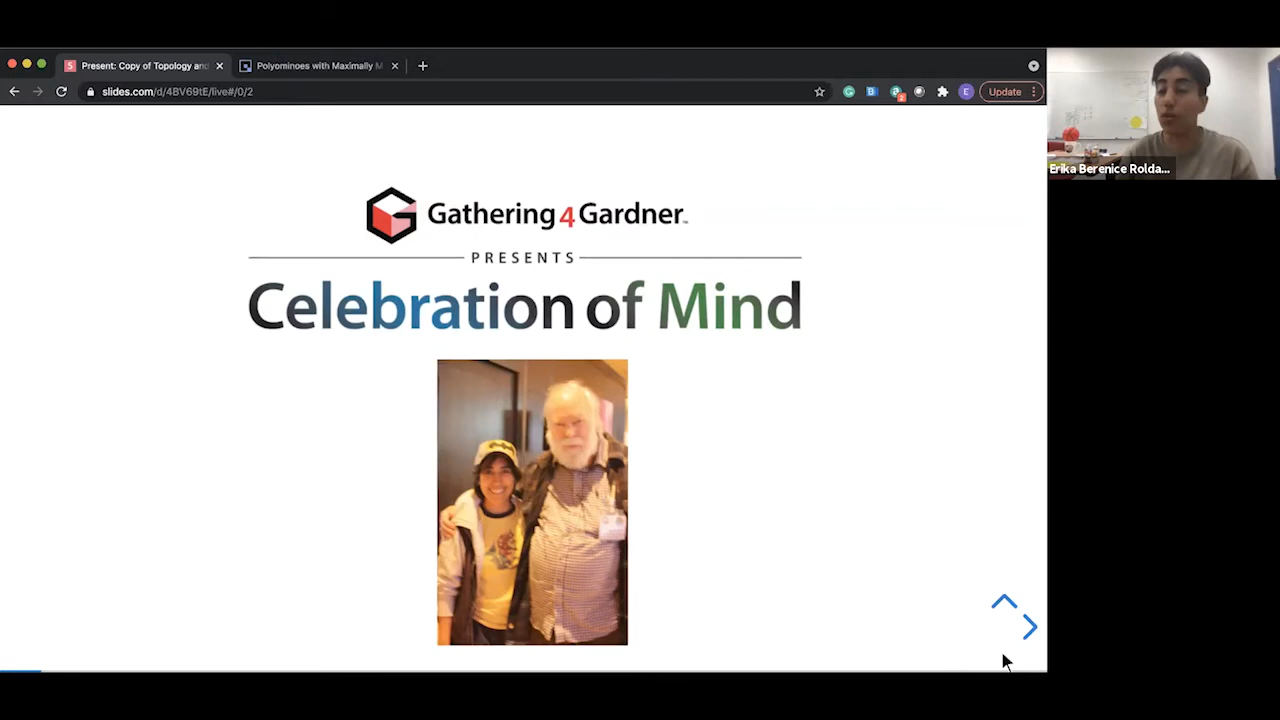 Present: Copy of Topology and
Polyominoes with Maximally M
slides.com/d/4BV69tE/live#/0/2
2
E
Update
Erika Berenice Rolda...
Gathering 4 Gardner
PRESENTS
Celebration of Mind